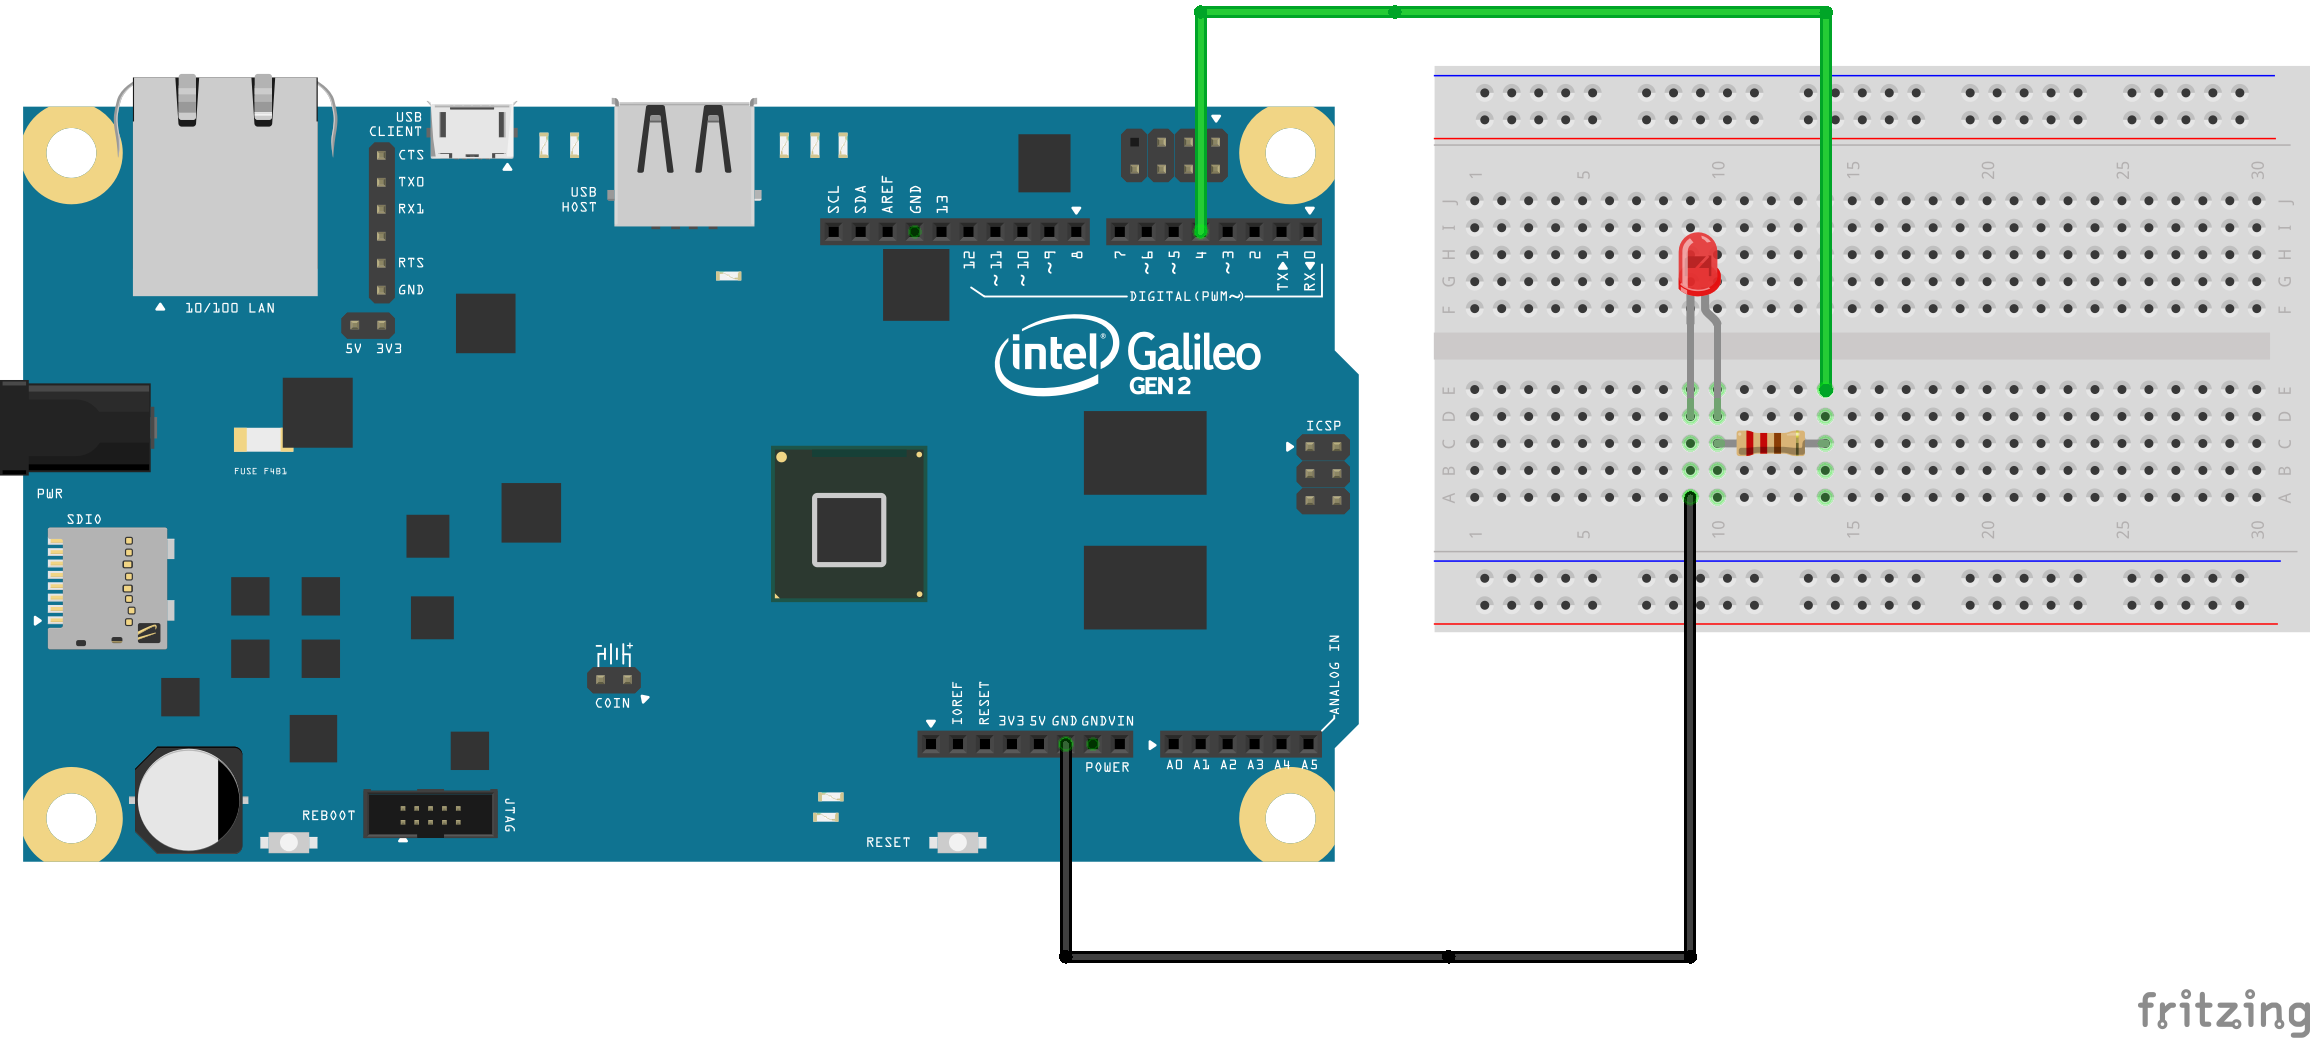 USB
CLIENT
CTS
TX0
RX1
RTS
GND
5V 3V3
10/100 LAN
USB
HOST
SCL
SDA
AREF
GND
13
12
~11
~10
~9
8
7
~6
~5
4
~3
2
TX▶1
RX◀0
DIGITAL(PWM~)
intel® Galileo
GEN 2
ICSP
FUSE F4B1
PWR
SDIO
COIN
- +
IOREF
RESET
3V3 5V GND GND VIN
POWER
ANALOG IN
A0 A1 A2 A3 A4 A5
REBOOT
JTAG
RESET
1 5 10 15 20 25 30
J J
I I
H H
G G
F F
E E
D D
C C
B B
A A
1 5 10 15 20 25 30
fritzing